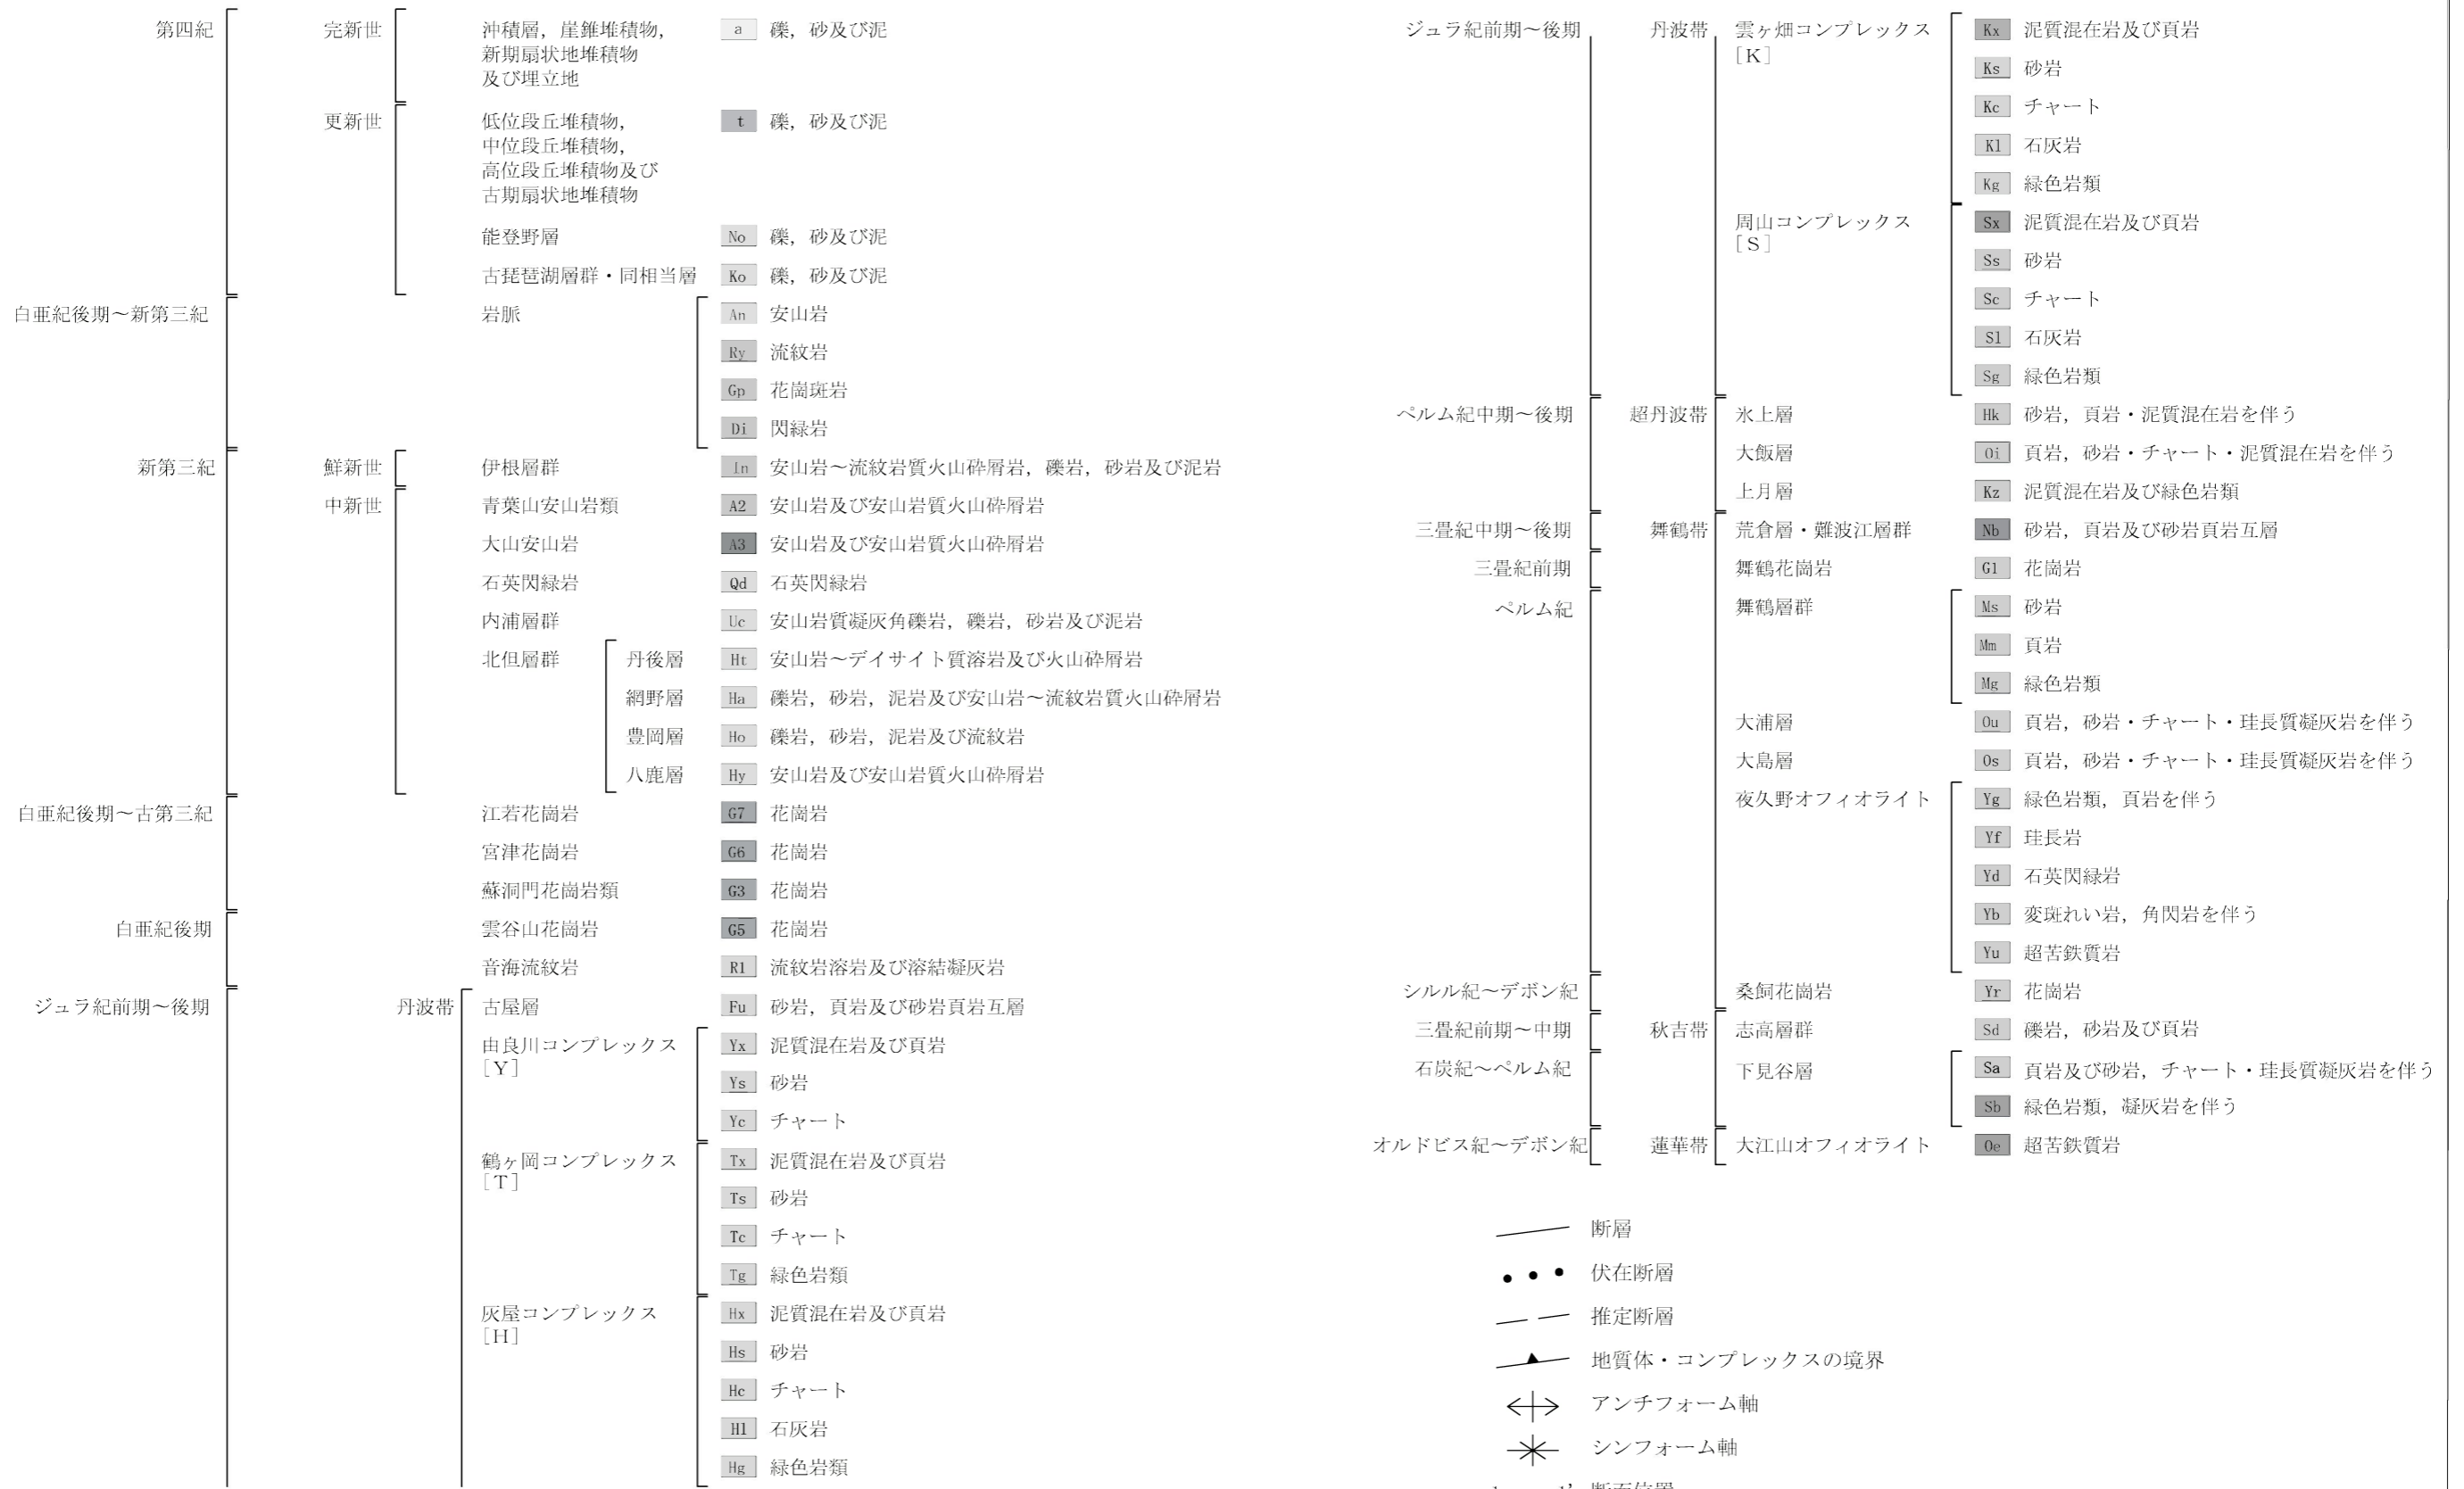 第四紀
完新世
沖積層，崖錐堆積物，
新期扇状地堆積物
及び埋立地
a 礫，砂及び泥
更新世
低位段丘堆積物，
中位段丘堆積物，
高位段丘堆積物及び
古期扇状地堆積物
t 礫，砂及び泥
能登野層 No 礫，砂及び泥
古琵琶湖層群・同相当層 Ko 礫，砂及び泥
白亜紀後期～新第三紀 岩脈 An 安山岩
Ry 流紋岩
Gp 花崗斑岩
Di 閃緑岩
新第三紀 鮮新世 伊根層群 In 安山岩～流紋岩質火山砕屑岩，礫岩，砂岩及び泥岩
中新世 青葉山安山岩類 A2 安山岩及び安山岩質火山砕屑岩
大山安山岩 A3 安山岩及び安山岩質火山砕屑岩
石英閃緑岩 Qd 石英閃緑岩
内浦層群 Uc 安山岩質凝灰角礫岩，礫岩，砂岩及び泥岩
北但層群 丹後層 Ht 安山岩～デイサイト質溶岩及び火山砕屑岩
網野層 Ha 礫岩，砂岩，泥岩及び安山岩～流紋岩質火山砕屑岩
豊岡層 Ho 礫岩，砂岩，泥岩及び流紋岩
八鹿層 Hy 安山岩及び安山岩質火山砕屑岩
白亜紀後期～古第三紀 江若花崗岩 G7 花崗岩
宮津花崗岩 G6 花崗岩
蘇洞門花崗岩類 G3 花崗岩
白亜紀後期 雲谷山花崗岩 G5 花崗岩
音海流紋岩 R1 流紋岩溶岩及び溶結凝灰岩
ジュラ紀前期～後期 丹波帯 古屋層 Fu 砂岩，頁岩及び砂岩頁岩互層
由良川コンプレックス Yx 泥質混在岩及び頁岩
[Y]
Ys 砂岩
Yc チャート
鶴ヶ岡コンプレックス Tx 泥質混在岩及び頁岩
[T]
Ts 砂岩
Tc チャート
Tg 緑色岩類
灰屋コンプレックス Hx 泥質混在岩及び頁岩
[H]
Hs 砂岩
Hc チャート
Hl 石灰岩
Hg 緑色岩類
ジュラ紀前期～後期 丹波帯 雲ヶ畑コンプレックス Kx 泥質混在岩及び頁岩
[K]
Ks 砂岩
Kc チャート
Kl 石灰岩
Kg 緑色岩類
周山コンプレックス Sx 泥質混在岩及び頁岩
[S]
Ss 砂岩
Sc チャート
Sl 石灰岩
Sg 緑色岩類
ペルム紀中期～後期 超丹波帯 氷上層 Hk 砂岩，頁岩・泥質混在岩を伴う
大飯層 Oi 頁岩，砂岩・チャート・泥質混在岩を伴う
上月層 Kz 泥質混在岩及び緑色岩類
三畳紀中期～後期 舞鶴帯 荒倉層・難波江層群 Nb 砂岩，頁岩及び砂岩頁岩互層
三畳紀前期 舞鶴花崗岩 G1 花崗岩
ペルム紀 舞鶴層群 Ms 砂岩
Mm 頁岩
Mg 緑色岩類
大浦層 Ou 頁岩，砂岩・チャート・珪長質凝灰岩を伴う
大島層 Os 頁岩，砂岩・チャート・珪長質凝灰岩を伴う
夜久野オフィオライト Yg 緑色岩類，頁岩を伴う
Yf 珪長岩
Yd 石英閃緑岩
Yb 変斑れい岩，角閃岩を伴う
Yu 超苦鉄質岩
シルル紀～デボン紀 桑飼花崗岩 Yr 花崗岩
三畳紀前期～中期 秋吉帯 志高層群 Sd 礫岩，砂岩及び頁岩
石炭紀～ペルム紀 下見谷層 Sa 頁岩及び砂岩，チャート・珪長質凝灰岩を伴う
Sb 緑色岩類，凝灰岩を伴う
オルドビス紀～デボン紀 蓮華帯 大江山オフィオライト Oe 超苦鉄質岩
断層
伏在断層
推定断層
地質体・コンプレックスの境界
アンチフォーム軸
シンフォーム軸